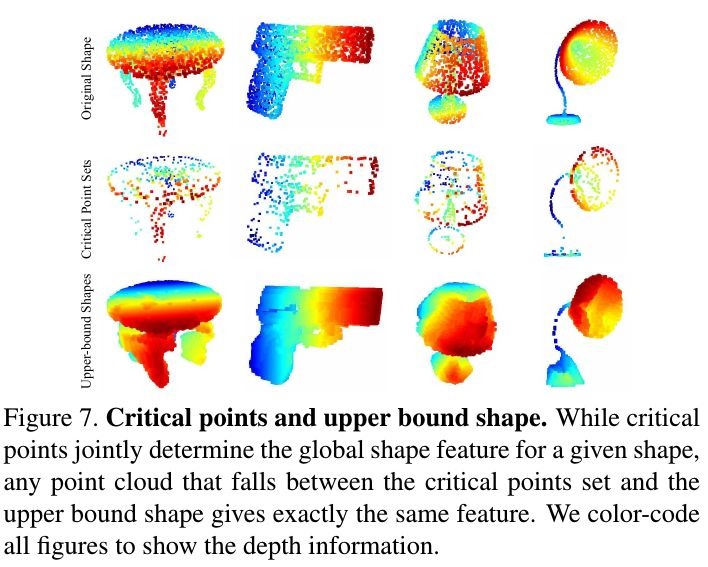 Original Shape
Critical Point Sets
Upper-bound Shapes
Figure 7. Critical points and upper bound shape. While critical
points jointly determine the global shape feature for a given shape,
any point cloud that falls between the critical points set and the
upper bound shape gives exactly the same feature. We color-code
all figures to show the depth information.